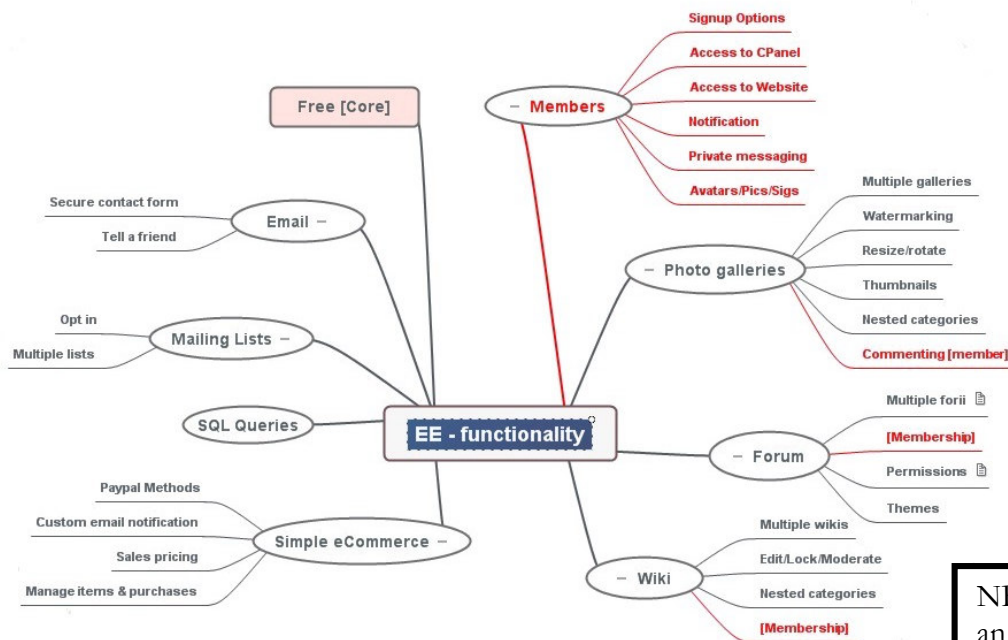 Free [Core]
Members
Signup Options
Access to CPanel
Access to Website
Notification
Private messaging
Avatars/Pics/Sigs
Email
Secure contact form
Tell a friend
Photo galleries
Multiple galleries
Watermarking
Resize/rotate
Thumbnails
Nested categories
Commenting [member]
Mailing Lists
Opt in
Multiple lists
SQL Queries
EE - functionality
Forum
Multiple forii
[Membership]
Permissions
Themes
Simple eCommerce
Paypal Methods
Custom email notification
Sales pricing
Manage items & purchases
Wiki
Multiple wikis
Edit/Lock/Moderate
Nested categories
[Membership]